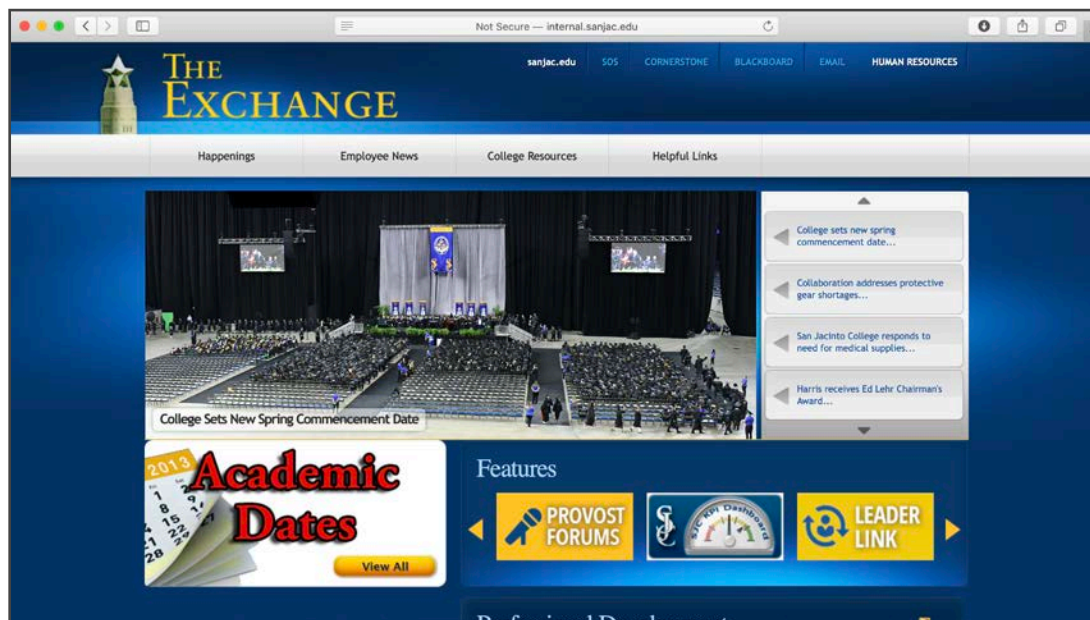 Not Secure — internal.sanjac.edu
THE
EXCHANGE
sanjac.edu SOS CORNERSTONE BLACKBOARD EMAIL HUMAN RESOURCES
Happenings Employee News College Resources Helpful Links
College sets new spring
commencement date...
Collaboration addresses protective
gear shortages...
San Jacinto College responds to
need for medical supplies...
Harris receives Ed Lehr Chairman's
Award...
College Sets New Spring Commencement Date
2013
Academic
Dates
View All
Features
PROVOST
FORUMS
SJC
SJC KPI Dashboard
LEADER
LINK
Professional Development